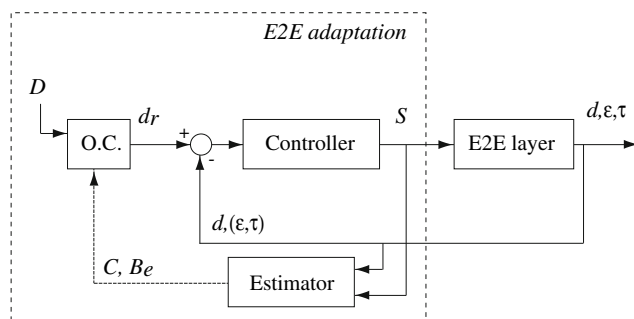 E2E adaptation
D
dr
S
d,ε,τ
O.C.
+
-
Controller
E2E layer
d,(ε,τ)
C, Be
Estimator